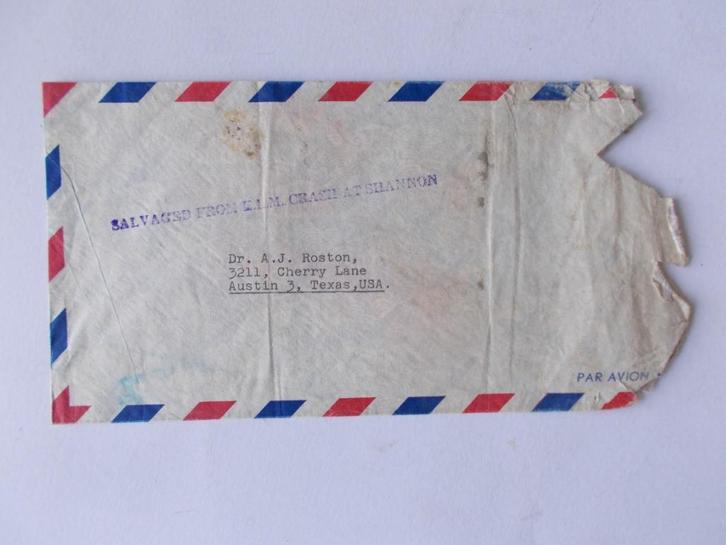 SALVAGED FROM K.L.M. CRASH AT SHANNON
Dr. A.J. Roston,
3211, Cherry Lane
Austin 3, Texas,USA.
PAR AVION